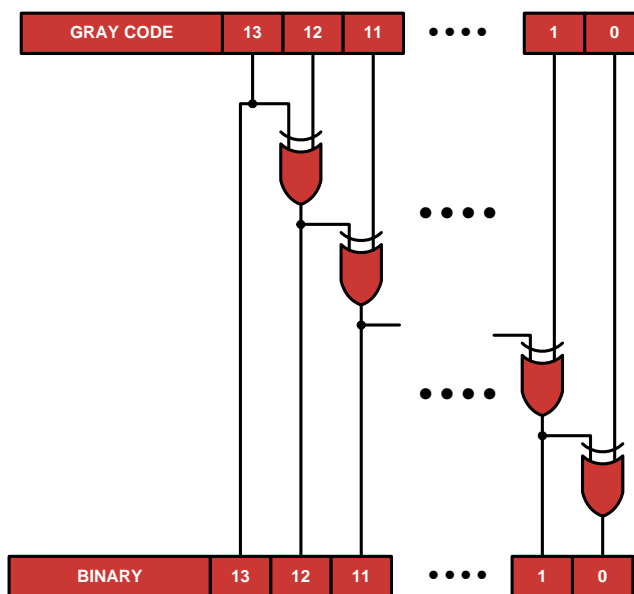 GRAY CODE 13 12 11 •••• 1 0
BINARY 13 12 11 •••• 1 0